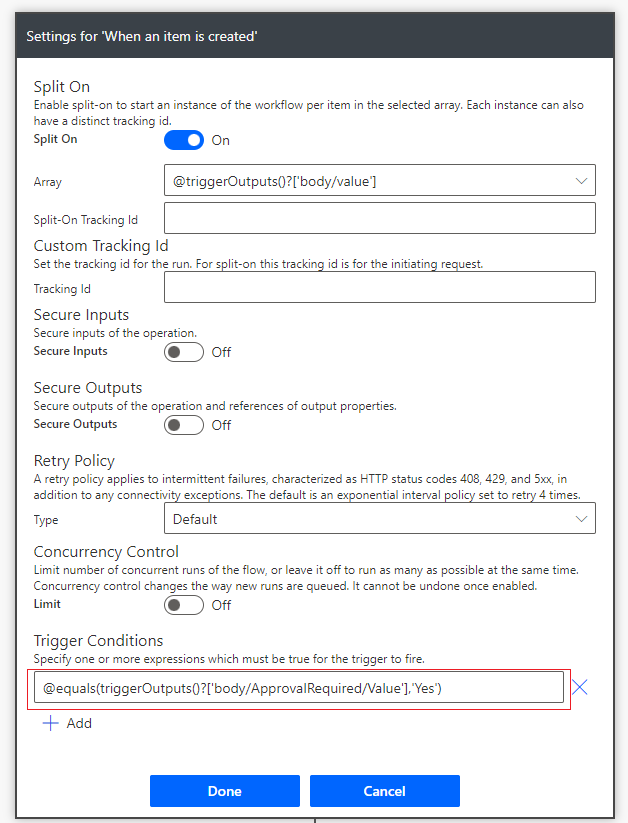 Settings for 'When an item is created'
Split On
Enable split-on to start an instance of the workflow per item in the selected array. Each instance can also
have a distinct tracking id.
Split On On
Array @triggerOutputs()?['body/value']
Split-On Tracking Id
Custom Tracking Id
Set the tracking id for the run. For split-on this tracking id is for the initiating request.
Tracking Id
Secure Inputs
Secure inputs of the operation.
Secure Inputs Off
Secure Outputs
Secure outputs of the operation and references of output properties.
Secure Outputs Off
Retry Policy
A retry policy applies to intermittent failures, characterized as HTTP status codes 408, 429, and 5xx, in
addition to any connectivity exceptions. The default is an exponential interval policy set to retry 4 times.
Type Default
Concurrency Control
Limit number of concurrent runs of the flow, or leave it off to run as many as possible at the same time.
Concurrency control changes the way new runs are queued. It cannot be undone once enabled.
Limit Off
Trigger Conditions
Specify one or more expressions which must be true for the trigger to fire.
@equals(triggerOutputs()?['body/ApprovalRequired/Value'],'Yes')
Add
Done Cancel